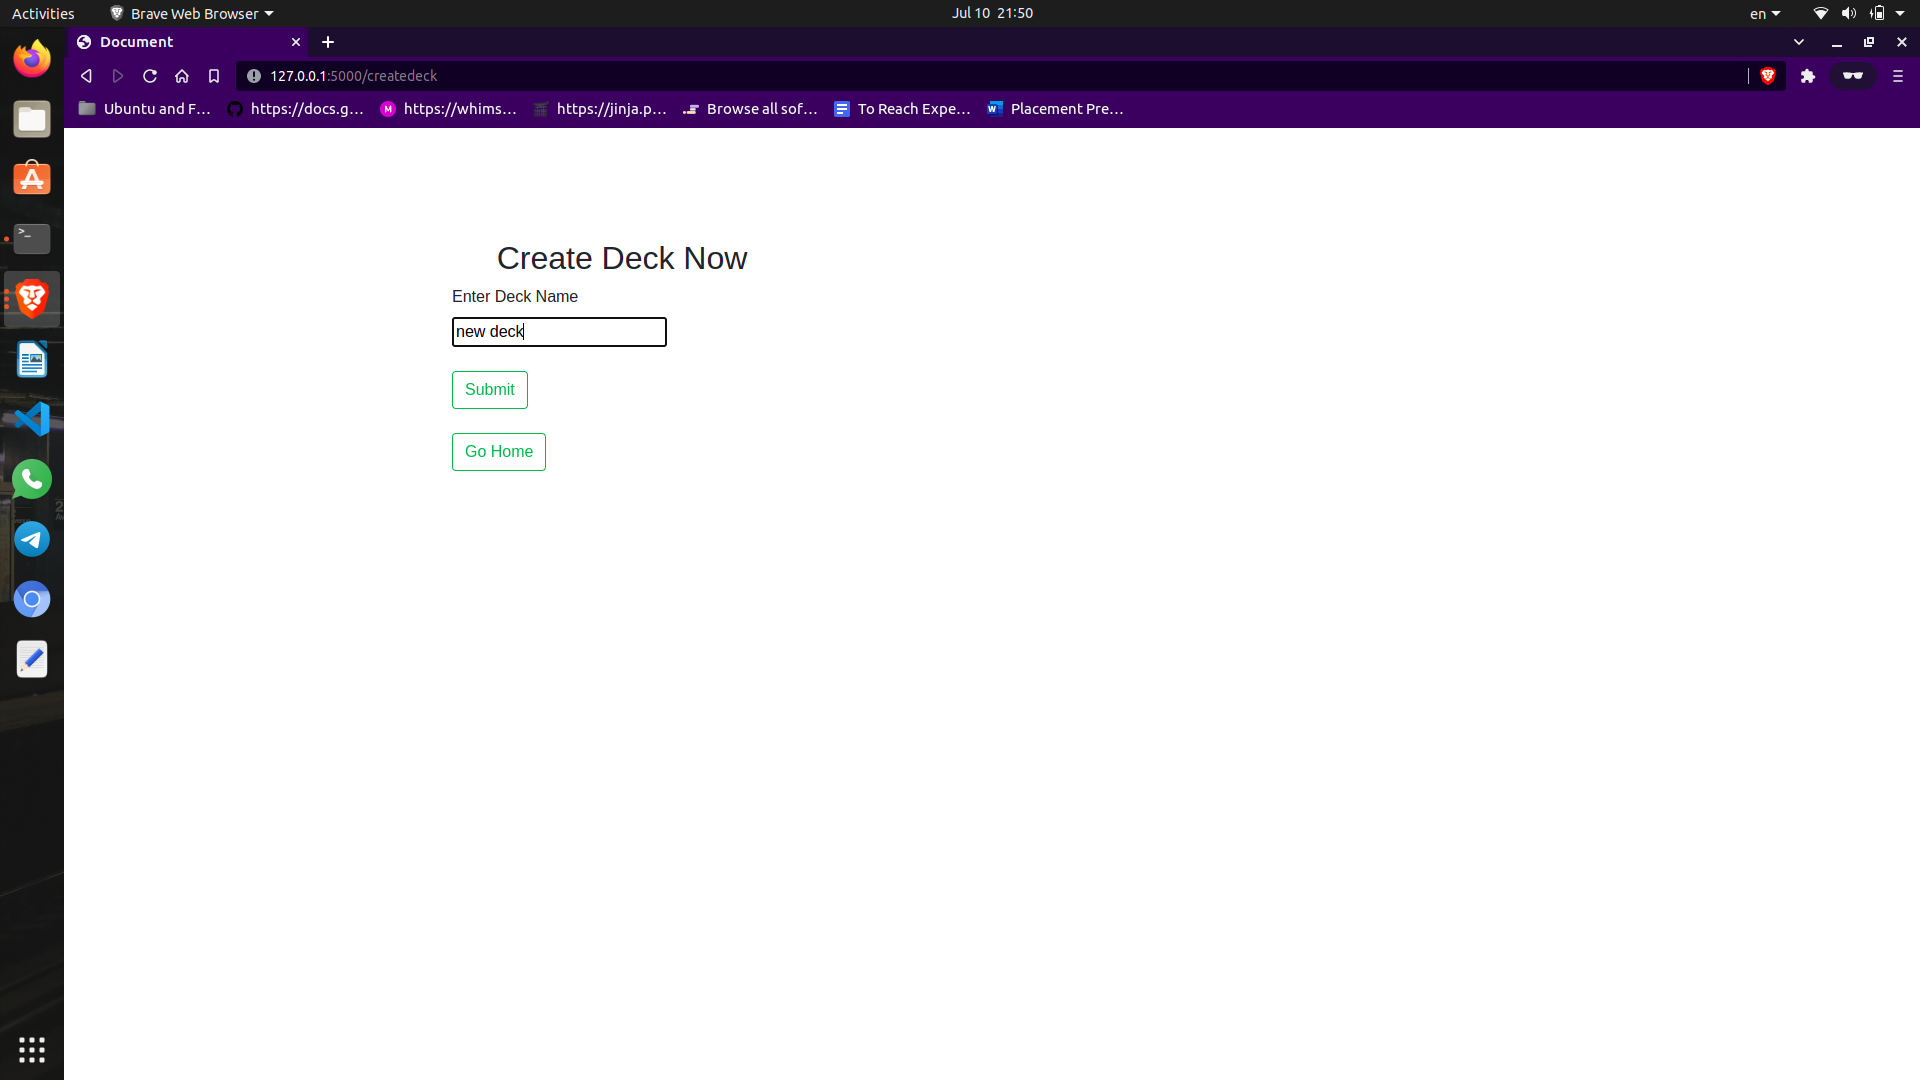 Activities
Brave Web Browser
Jul 10 21:50
en
Document
127.0.0.1:5000/createdeck
Ubuntu and F…
https://docs.g…
M
https://whims…
https://jinja.p…
Browse all sof…
To Reach Expe…
W
Placement Pre…
Create Deck Now
Enter Deck Name
new deck
Submit
Go Home
>_